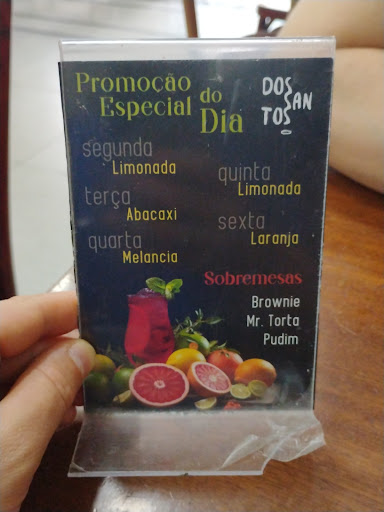 Promoção
Especial do
Dia
DOS
SAN
TOS
segunda
Limonada
terça
Abacaxi
quarta
Melancia
quinta
Limonada
sexta
Laranja
Sobremesas
Brownie
Mr. Torta
Pudim